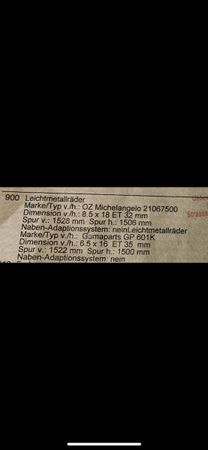 900 Leichtmetallräder
Marke/Typ v./h.: OZ Michelangelo 21067500
Dimension v./h.: 8.5 x 18 ET 32 mm
Spur v.: 1528 mm Spur h.: 1506 mm
Naben-Adaptionssystem: neinLeichtmetallräder
Marke/Typ v./h.: Gamaparts GP 601K
Dimension v./h.: 6.5 x 16 ET 35 mm
Spur v.: 1522 mm Spur h.: 1500 mm
Naben-Adaptionssystem: nein